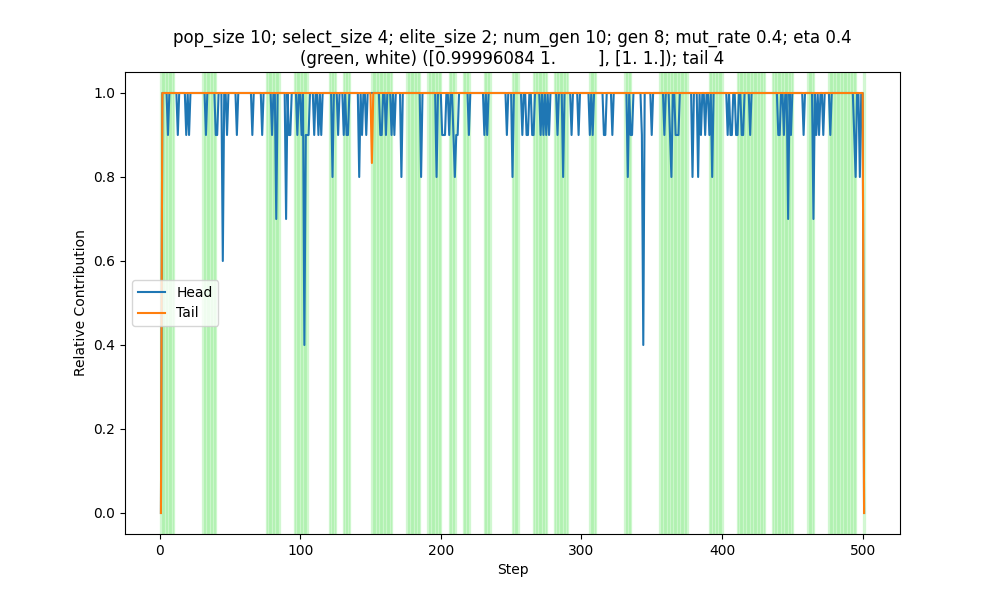 pop_size 10; select_size 4; elite_size 2; num_gen 10; gen 8; mut_rate 0.4; eta 0.4
(green, white) ([0.99996084 1.        ], [1. 1.]); tail 4
1.0
0.8
0.6
0.4
0.2
0.0
Relative Contribution
Head
Tail
0
100
200
300
400
500
Step